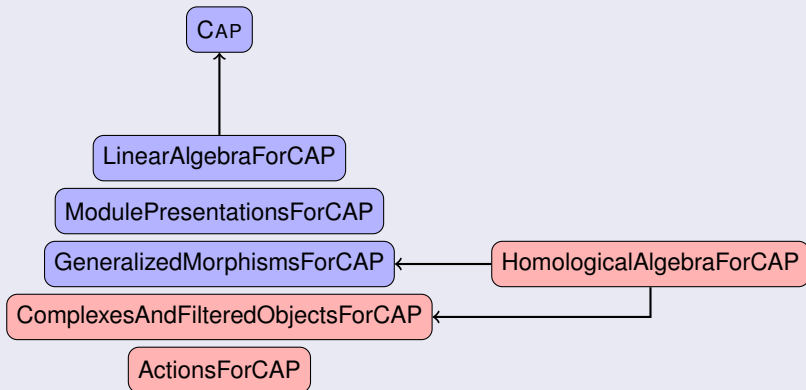 CAP
LinearAlgebraForCAP
ModulePresentationsForCAP
GeneralizedMorphismsForCAP
HomologicalAlgebraForCAP
ComplexesAndFilteredObjectsForCAP
ActionsForCAP